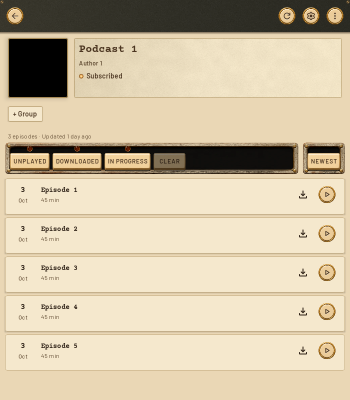 Podcast 1
Author 1
Subscribed
+ Group
3 episodes · Updated 1 day ago
UNPLAYED DOWNLOADED IN PROGRESS CLEAR NEWEST
3 Episode 1
Oct 45 min
3 Episode 2
Oct 45 min
3 Episode 3
Oct 45 min
3 Episode 4
Oct 45 min
3 Episode 5
Oct 45 min